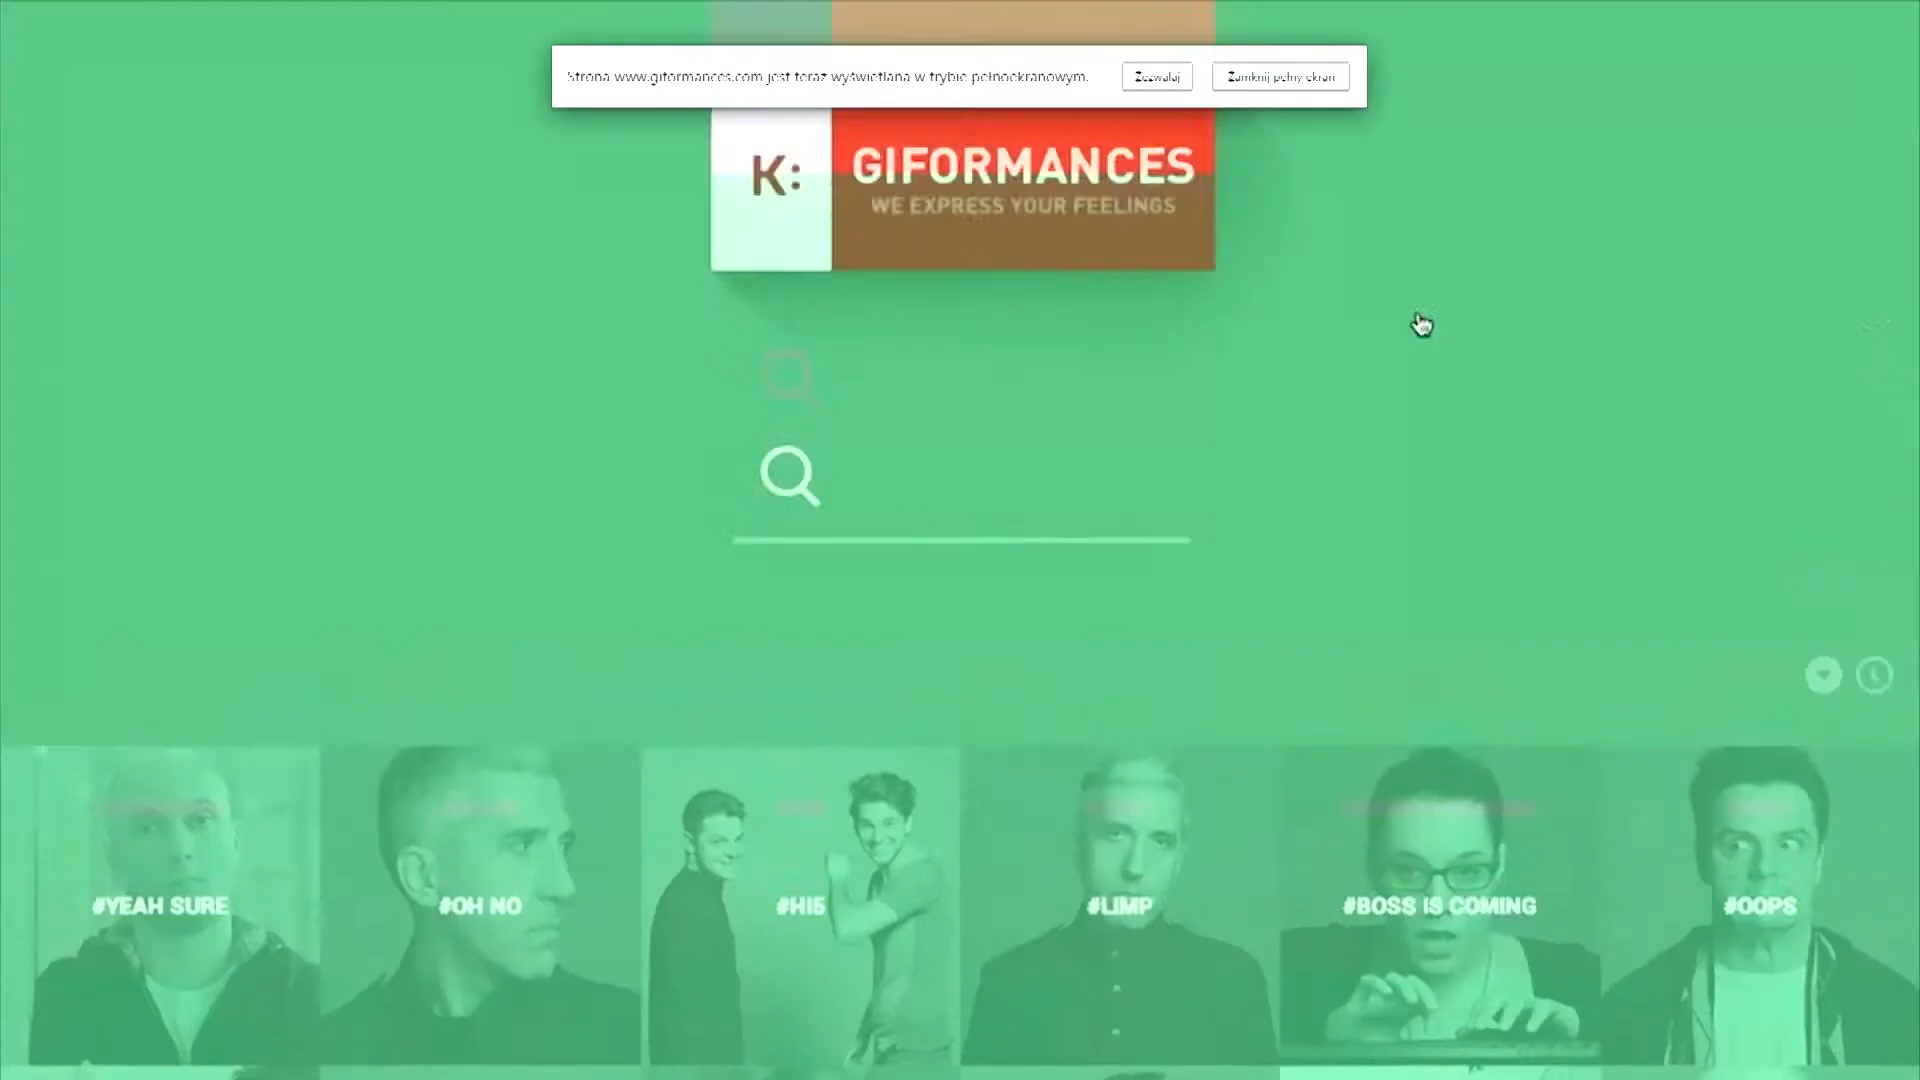 Strona www.giformances.com jest teraz wyświetlana w trybie pełnoekranowym.
Zezwalaj
Zamknij pełny ekran
K:
GIFORMANCES
WE EXPRESS YOUR FEELINGS
#YEAH SURE
#OH NO
#HI5
#LIMP
#BOSS IS COMING
#OOPS